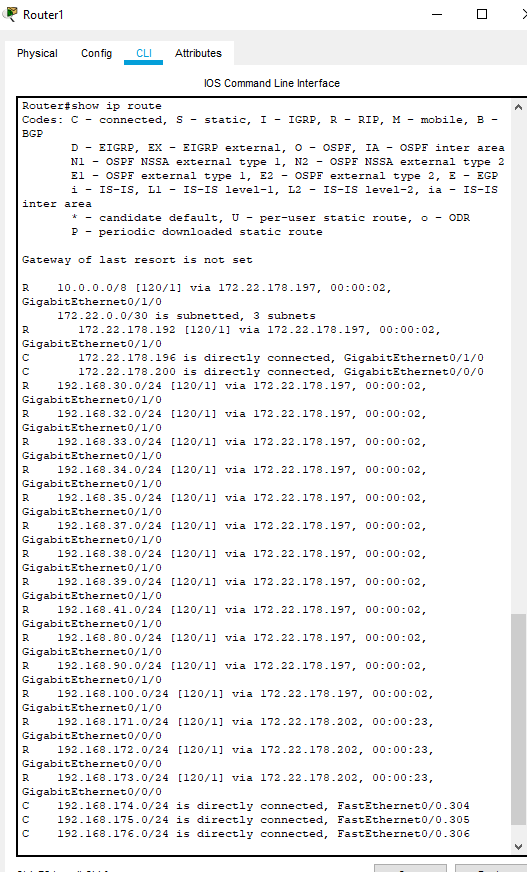 Router1
Physical Config CLI Attributes
IOS Command Line Interface
Router#show ip route
Codes: C - connected, S - static, I - IGRP, R - RIP, M - mobile, B -
BGP
D - EIGRP, EX - EIGRP external, O - OSPF, IA - OSPF inter area
N1 - OSPF NSSA external type 1, N2 - OSPF NSSA external type 2
E1 - OSPF external type 1, E2 - OSPF external type 2, E - EGP
i - IS-IS, L1 - IS-IS level-1, L2 - IS-IS level-2, ia - IS-IS
inter area
* - candidate default, U - per-user static route, o - ODR
P - periodic downloaded static route
Gateway of last resort is not set
R 10.0.0.0/8 [120/1] via 172.22.178.197, 00:00:02,
GigabitEthernet0/1/0
172.22.0.0/30 is subnetted, 3 subnets
R 172.22.178.192 [120/1] via 172.22.178.197, 00:00:02,
GigabitEthernet0/1/0
C 172.22.178.196 is directly connected, GigabitEthernet0/1/0
C 172.22.178.200 is directly connected, GigabitEthernet0/0/0
R 192.168.30.0/24 [120/1] via 172.22.178.197, 00:00:02,
GigabitEthernet0/1/0
R 192.168.32.0/24 [120/1] via 172.22.178.197, 00:00:02,
GigabitEthernet0/1/0
R 192.168.33.0/24 [120/1] via 172.22.178.197, 00:00:02,
GigabitEthernet0/1/0
R 192.168.34.0/24 [120/1] via 172.22.178.197, 00:00:02,
GigabitEthernet0/1/0
R 192.168.35.0/24 [120/1] via 172.22.178.197, 00:00:02,
GigabitEthernet0/1/0
R 192.168.37.0/24 [120/1] via 172.22.178.197, 00:00:02,
GigabitEthernet0/1/0
R 192.168.38.0/24 [120/1] via 172.22.178.197, 00:00:02,
GigabitEthernet0/1/0
R 192.168.39.0/24 [120/1] via 172.22.178.197, 00:00:02,
GigabitEthernet0/1/0
R 192.168.41.0/24 [120/1] via 172.22.178.197, 00:00:02,
GigabitEthernet0/1/0
R 192.168.80.0/24 [120/1] via 172.22.178.197, 00:00:02,
GigabitEthernet0/1/0
R 192.168.90.0/24 [120/1] via 172.22.178.197, 00:00:02,
GigabitEthernet0/1/0
R 192.168.100.0/24 [120/1] via 172.22.178.197, 00:00:02,
GigabitEthernet0/1/0
R 192.168.171.0/24 [120/1] via 172.22.178.202, 00:00:23,
GigabitEthernet0/0/0
R 192.168.172.0/24 [120/1] via 172.22.178.202, 00:00:23,
GigabitEthernet0/0/0
R 192.168.173.0/24 [120/1] via 172.22.178.202, 00:00:23,
GigabitEthernet0/0/0
C 192.168.174.0/24 is directly connected, FastEthernet0/0.304
C 192.168.175.0/24 is directly connected, FastEthernet0/0.305
C 192.168.176.0/24 is directly connected, FastEthernet0/0.306